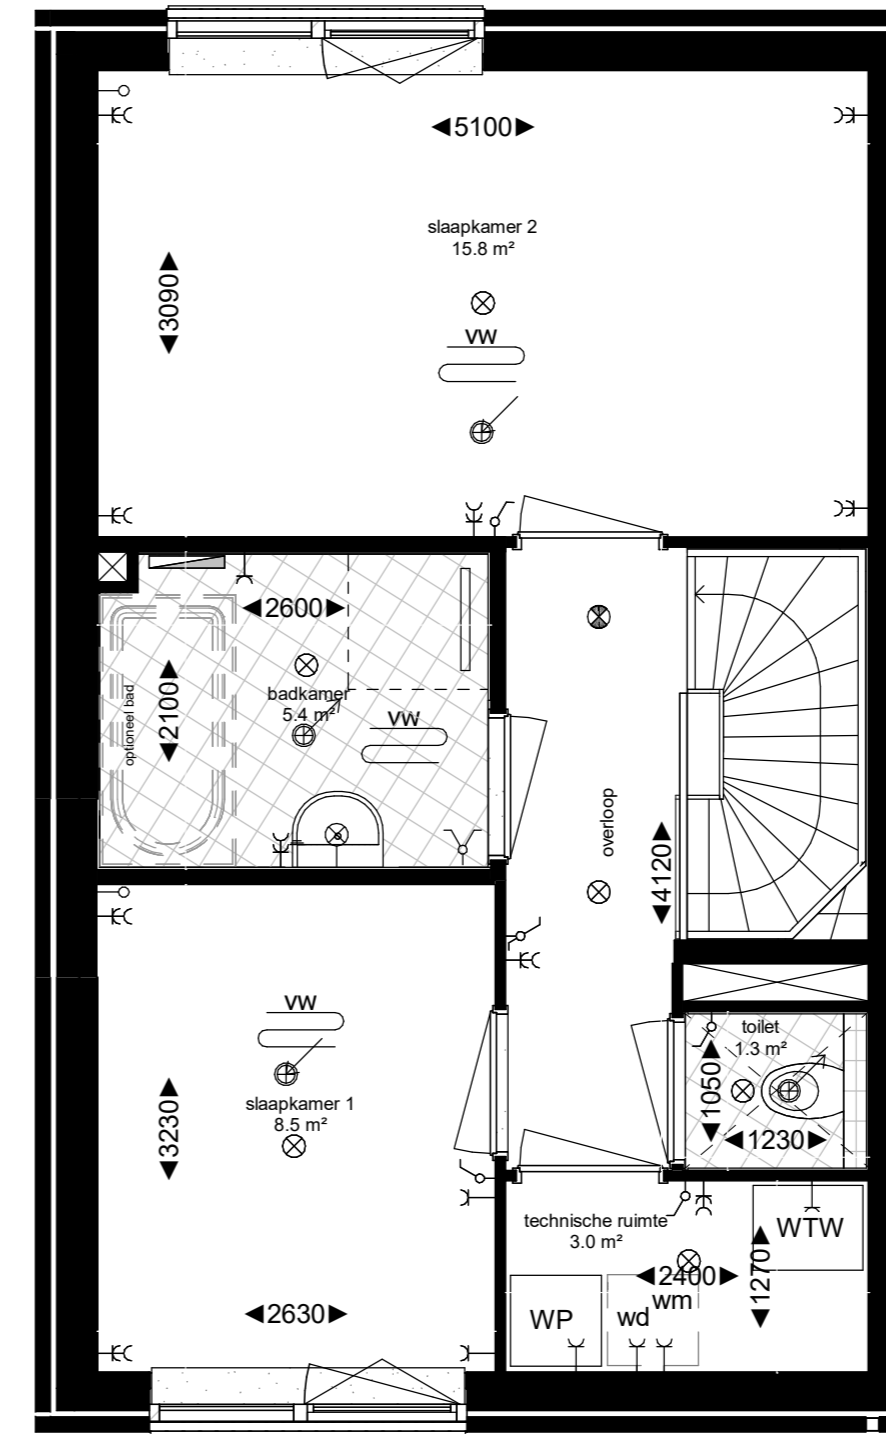 5100
slaapkamer 2
15.8 m²
3090
VW
2600
badkamer
5.4 m²
optioneel bad
2100
VW
overloop
4120
VW
slaapkamer 1
8.5 m²
3230
2630
toilet
1.3 m²
1050
1230
technische ruimte
3.0 m²
WTW
2400
1270
wm
wd
WP